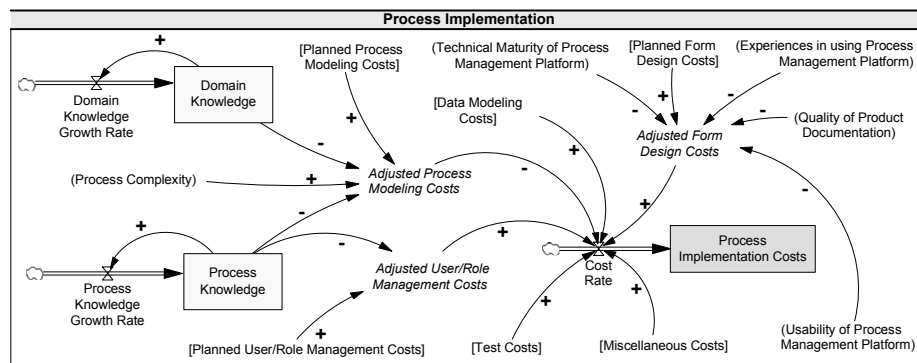 Process Implementation
+
[Planned Process
Modeling Costs]
(Technical Maturity of Process
Management Platform)
[Planned Form
Design Costs]
(Experiences in using Process
Management Platform)
Domain
Knowledge
Domain
Knowledge
Growth Rate
[Data Modeling
Costs]
-
+
-
-
(Quality of Product
Documentation)
+
-
+
Adjusted Form
Design Costs
(Process Complexity)
+
Adjusted Process
Modeling Costs
-
-
-
+
+
+
-
Process
Knowledge
Process
Knowledge
Growth Rate
Adjusted User/Role
Management Costs
Cost
Rate
Process
Implementation Costs
+
+
+
[Planned User/Role Management Costs]
[Test Costs]
[Miscellaneous Costs]
(Usability of Process
Management Platform)